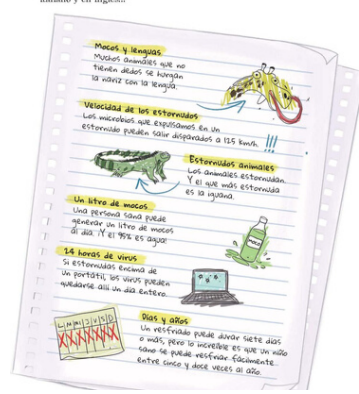 Mocos y lenguas
Muchos animales que no
tienen dedos se hurgan
la nariz con la lengua.
Velocidad de los estornudos
Los microbios que expulsamos en un
estornudo pueden salir disparados a 125 km/h.
!!!
Estornudos animales
Los animales estornudan.
Y el que más estornuda
es la iguana.
Un litro de mocos
Una persona sana puede
generar un litro de mocos
al día. ¡Y el 95% es agua!
MOCO
24 horas de virus
Si estornudas encima de
un portátil, los virus pueden
quedarse allí un día entero.
L M M J V S D
Días y años
Un resfriado puede durar siete días
o más, pero lo increíble es que un niño
sano se puede resfriar fácilmente
entre cinco y doce veces al año.